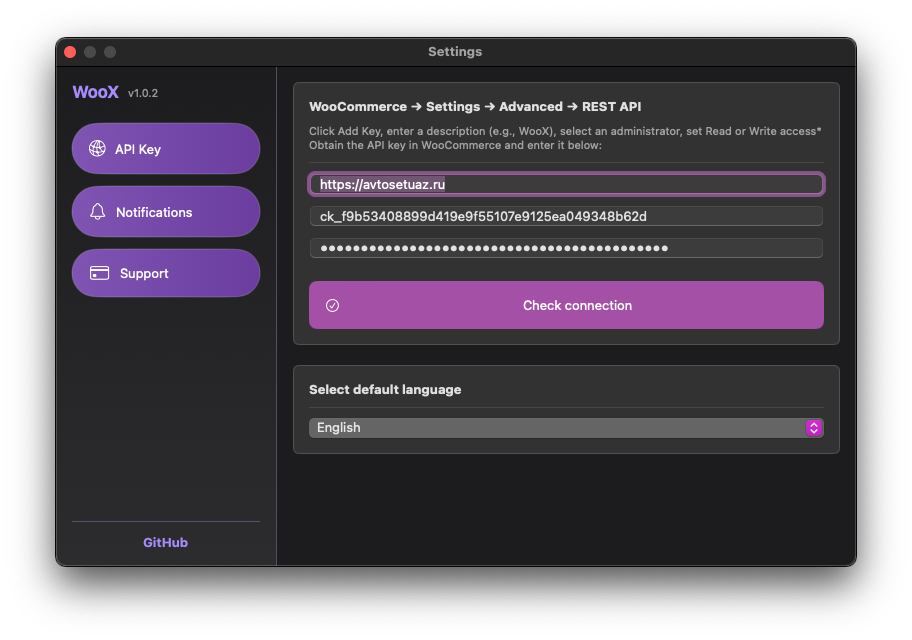 Settings
WooX v1.0.2
API Key
Notifications
Support
GitHub
WooCommerce → Settings → Advanced → REST API
Click Add Key, enter a description (e.g., WooX), select an administrator, set Read or Write access*
Obtain the API key in WooCommerce and enter it below:
https://avtosetuaz.ru
ck_f9b53408899d419e9f55107e9125ea049348b62d
●●●●●●●●●●●●●●●●●●●●●●●●●●●●●●●●●●●●●●●●●●●
Check connection
Select default language
English